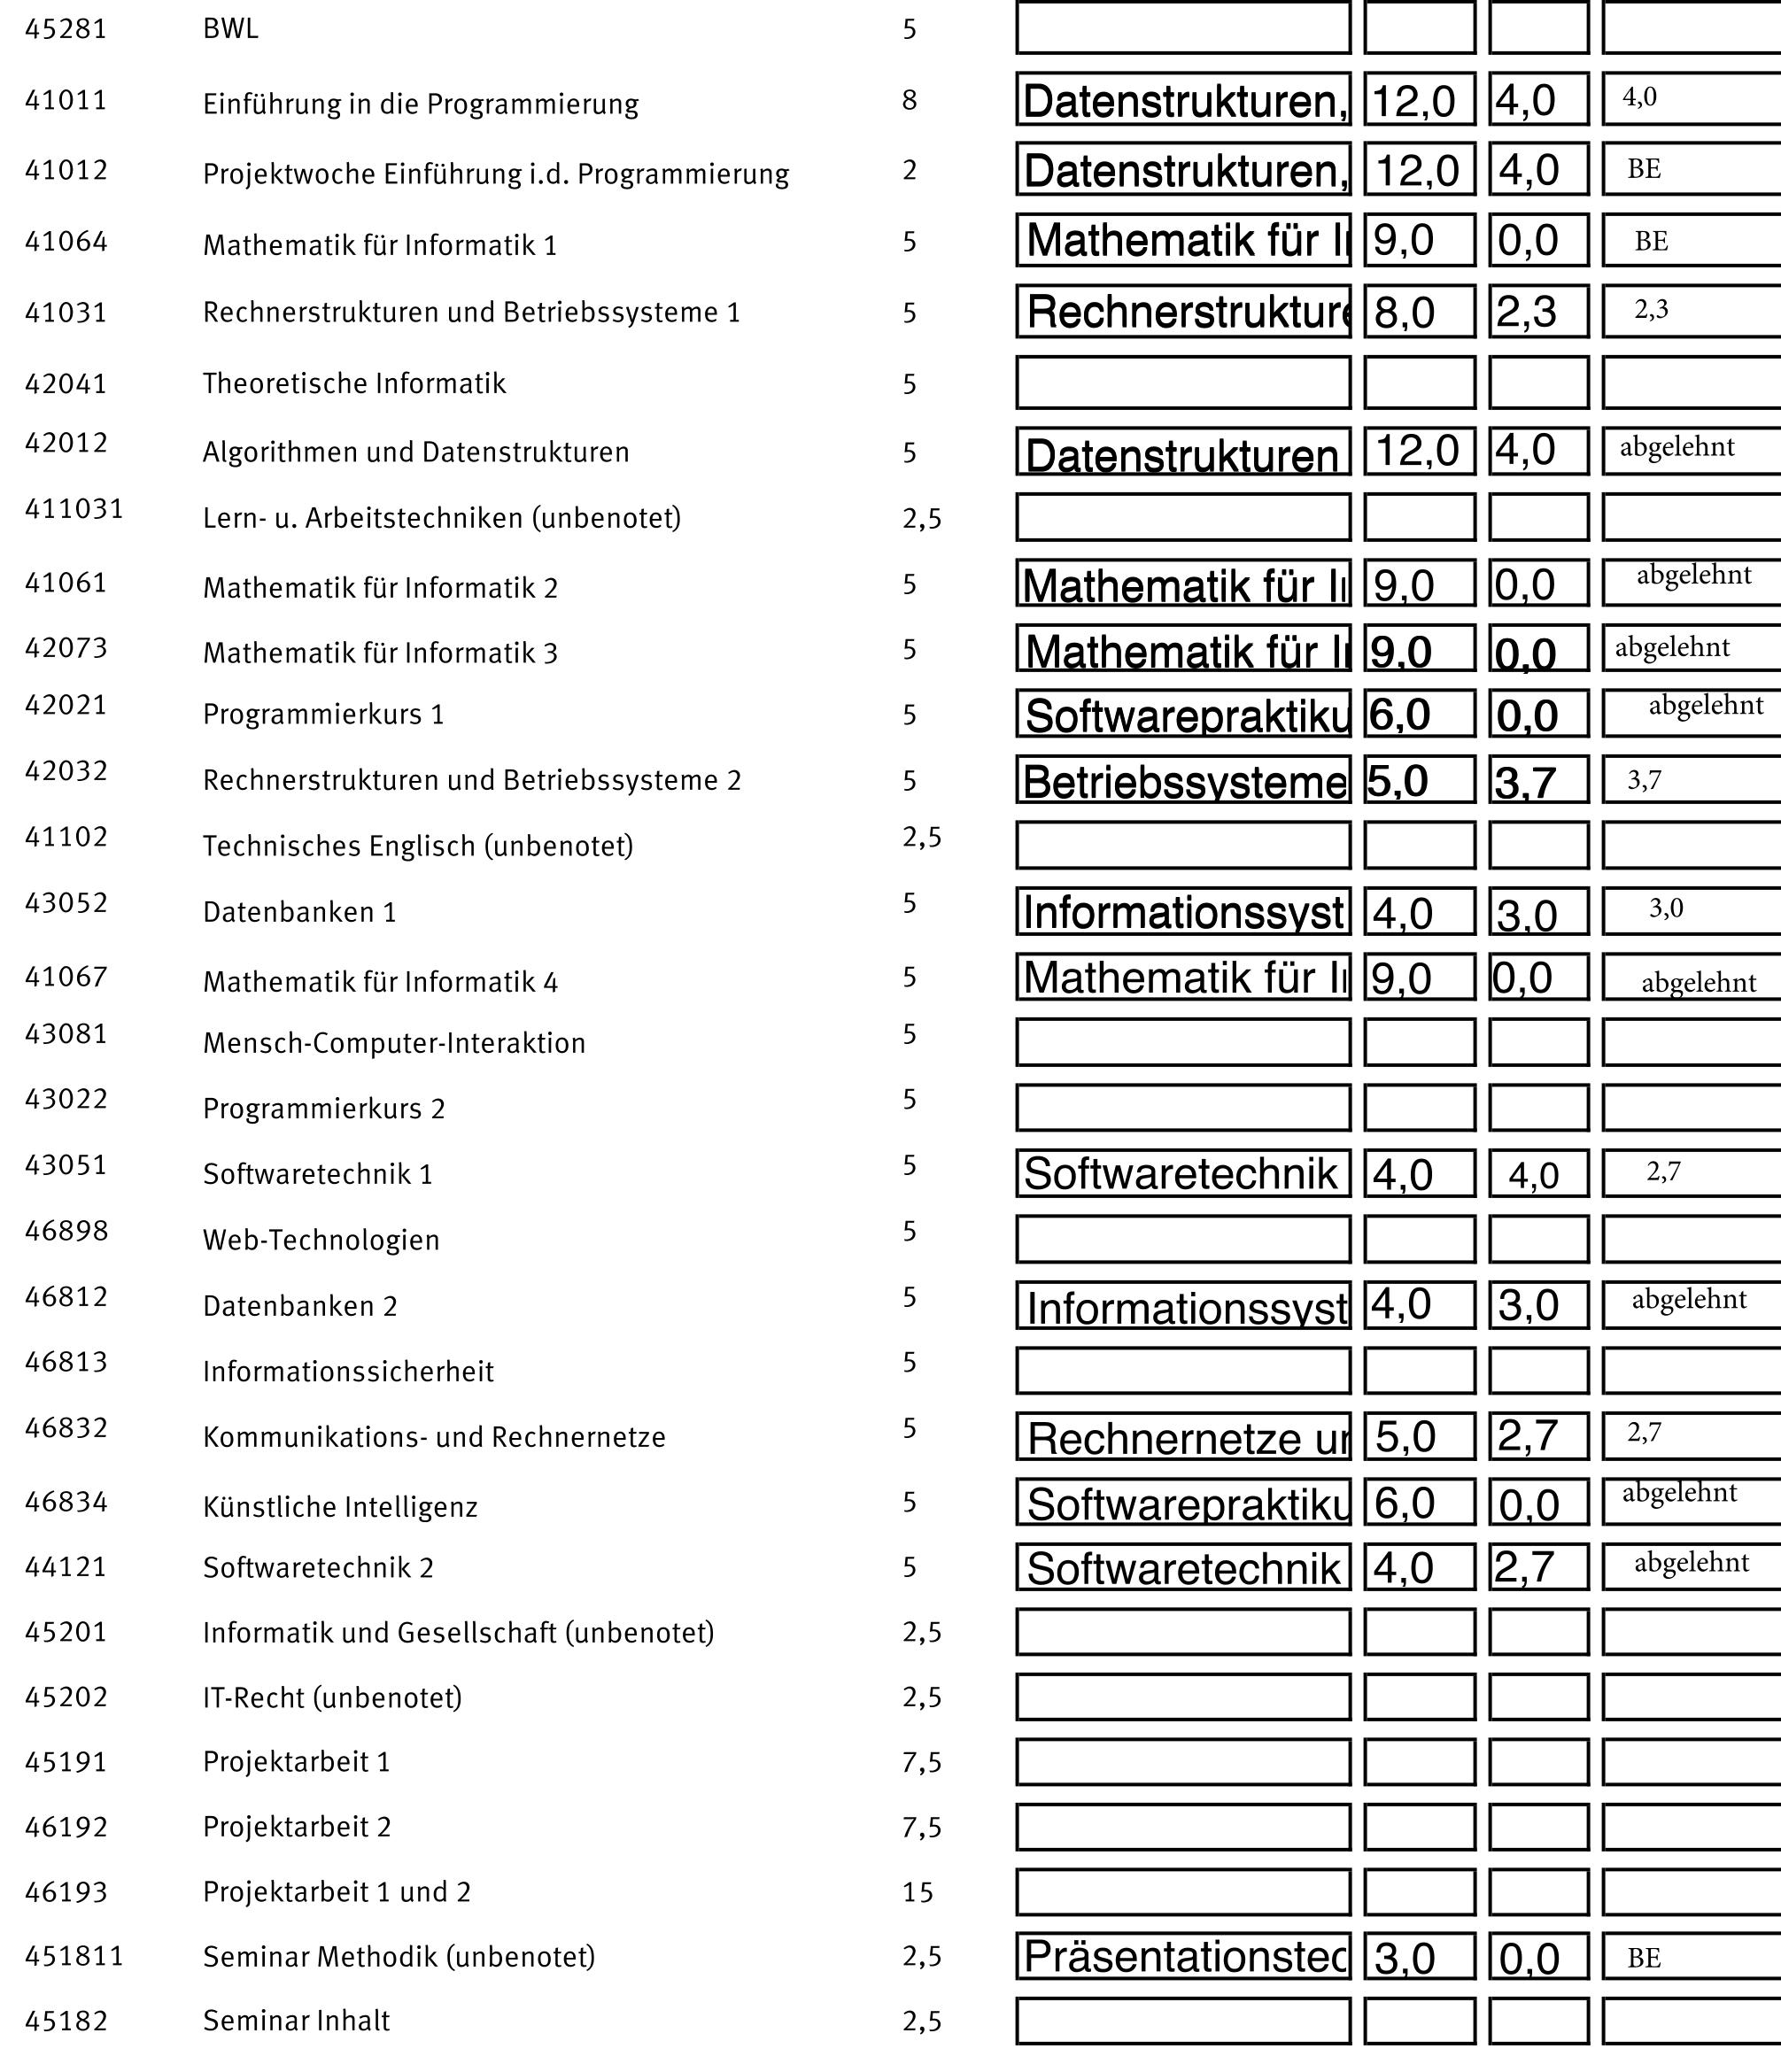 45281 BWL 5
41011 Einführung in die Programmierung 8 Datenstrukturen, 12,0 4,0 4,0
41012 Projektwoche Einführung i.d. Programmierung 2 Datenstrukturen, 12,0 4,0 BE
41064 Mathematik für Informatik 1 5 Mathematik für I 9,0 0,0 BE
41031 Rechnerstrukturen und Betriebssysteme 1 5 Rechnerstrukture 8,0 2,3 2,3
42041 Theoretische Informatik 5
42012 Algorithmen und Datenstrukturen 5 Datenstrukturen 12,0 4,0 abgelehnt
411031 Lern- u. Arbeitstechniken (unbenotet) 2,5
41061 Mathematik für Informatik 2 5 Mathematik für I 9,0 0,0 abgelehnt
42073 Mathematik für Informatik 3 5 Mathematik für I 9,0 0,0 abgelehnt
42021 Programmierkurs 1 5 Softwarepraktiku 6,0 0,0 abgelehnt
42032 Rechnerstrukturen und Betriebssysteme 2 5 Betriebssysteme 5,0 3,7 3,7
41102 Technisches Englisch (unbenotet) 2,5
43052 Datenbanken 1 5 Informationssyst 4,0 3,0 3,0
41067 Mathematik für Informatik 4 5 Mathematik für I 9,0 0,0 abgelehnt
43081 Mensch-Computer-Interaktion 5
43022 Programmierkurs 2 5
43051 Softwaretechnik 1 5 Softwaretechnik 4,0 4,0 2,7
46898 Web-Technologien 5
46812 Datenbanken 2 5 Informationssyst 4,0 3,0 abgelehnt
46813 Informationssicherheit 5
46832 Kommunikations- und Rechnernetze 5 Rechnernetze ur 5,0 2,7 2,7
46834 Künstliche Intelligenz 5 Softwarepraktiku 6,0 0,0 abgelehnt
44121 Softwaretechnik 2 5 Softwaretechnik 4,0 2,7 abgelehnt
45201 Informatik und Gesellschaft (unbenotet) 2,5
45202 IT-Recht (unbenotet) 2,5
45191 Projektarbeit 1 7,5
46192 Projektarbeit 2 7,5
46193 Projektarbeit 1 und 2 15
451811 Seminar Methodik (unbenotet) 2,5 Präsentationstec 3,0 0,0 BE
45182 Seminar Inhalt 2,5